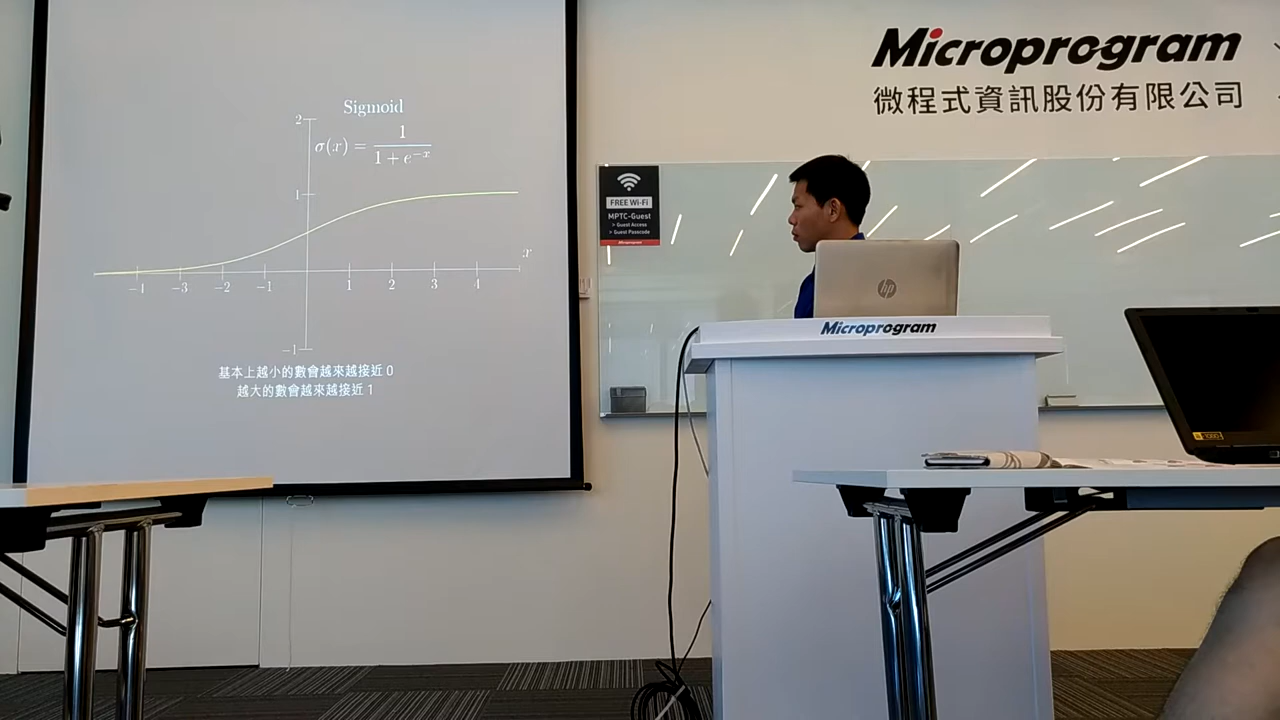 Sigmoid
2
σ(x) = 1 / (1 + e^{-x})
1
x
-4 -3 -2 -1 1 2 3 4
-1
基本上越小的數會越來越接近 0
越大的數會越來越接近 1
Microprogram
微程式資訊股份有限公司
FREE Wi-Fi
MPTC-Guest
> Guest Access
> Guest Passcode
Microprogram
hp
Microprogram